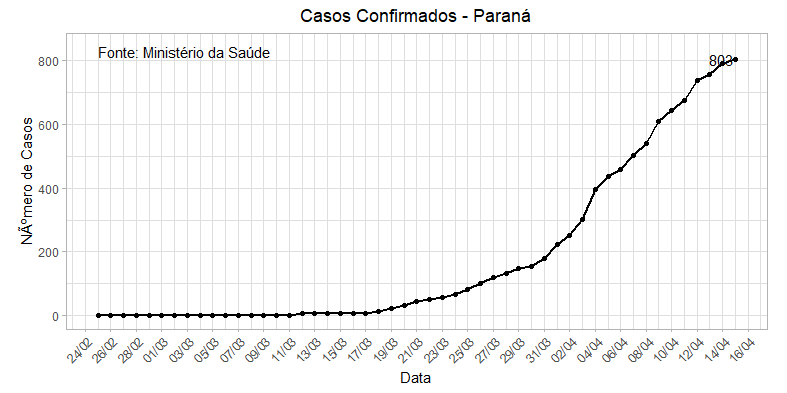 Casos Confirmados - Paraná
Fonte: Ministério da Saúde
803
NÃºmero de Casos
800
600
400
200
0
24/02 26/02 28/02 01/03 03/03 05/03 07/03 09/03 11/03 13/03 15/03 17/03 19/03 21/03 23/03 25/03 27/03 29/03 31/03 02/04 04/04 06/04 08/04 10/04 12/04 14/04 16/04
Data